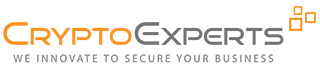 CRYPTOEXPERTS
WE INNOVATE TO SECURE YOUR BUSINESS